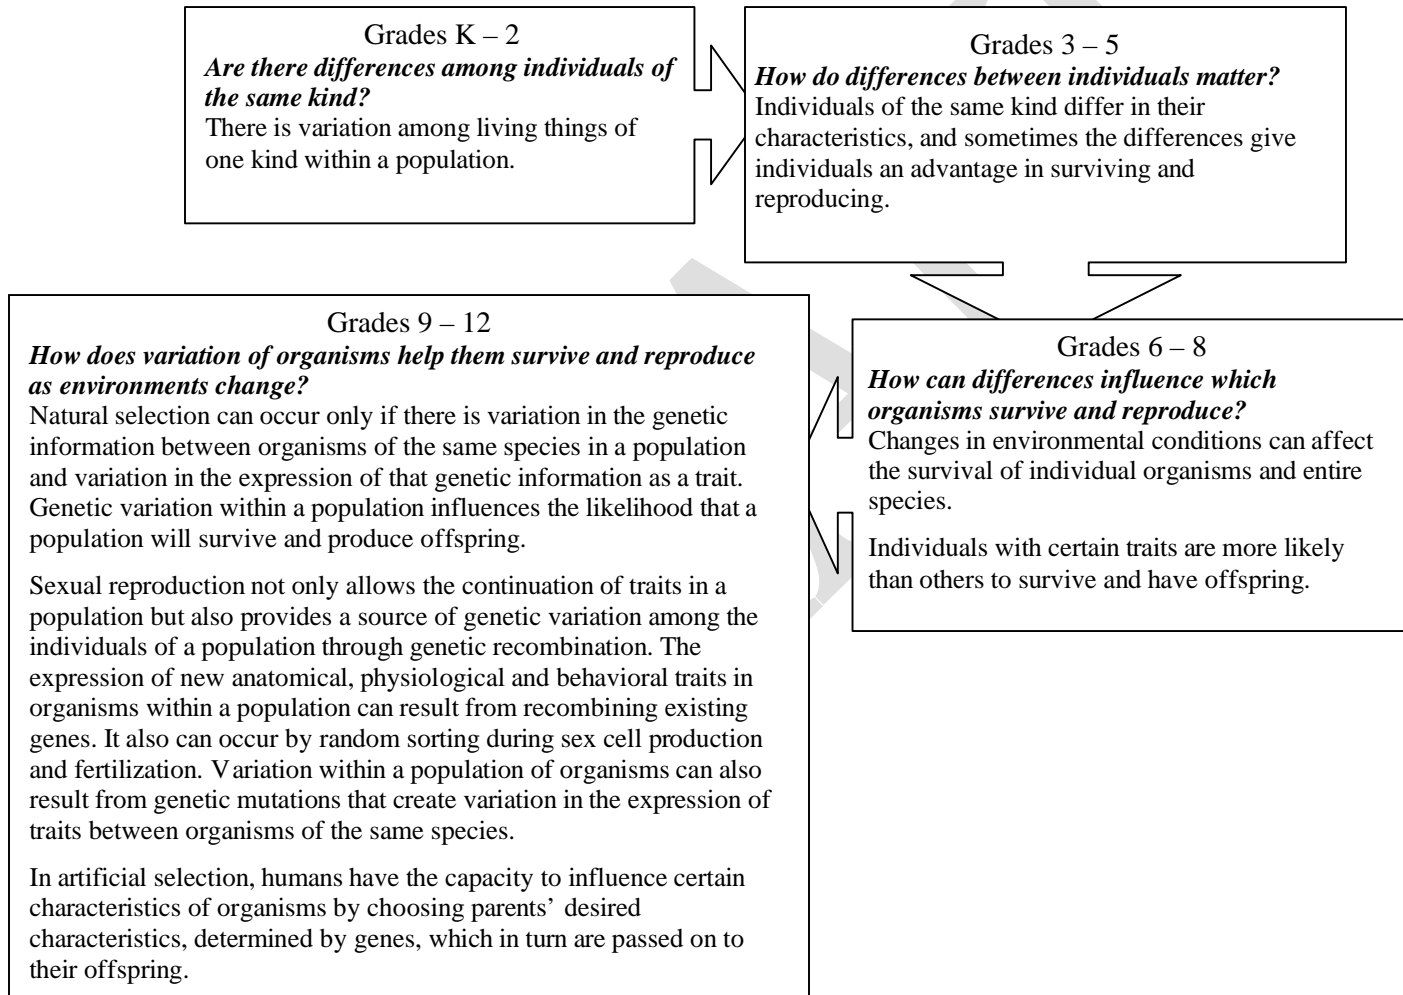 Grades K – 2
Are there differences among individuals of
the same kind?
There is variation among living things of
one kind within a population.
Grades 3 – 5
How do differences between individuals matter?
Individuals of the same kind differ in their
characteristics, and sometimes the differences give
individuals an advantage in surviving and
reproducing.
Grades 6 – 8
How can differences influence which
organisms survive and reproduce?
Changes in environmental conditions can affect
the survival of individual organisms and entire
species.
Individuals with certain traits are more likely
than others to survive and have offspring.
Grades 9 – 12
How does variation of organisms help them survive and reproduce
as environments change?
Natural selection can occur only if there is variation in the genetic
information between organisms of the same species in a population
and variation in the expression of that genetic information as a trait.
Genetic variation within a population influences the likelihood that a
population will survive and produce offspring.
Sexual reproduction not only allows the continuation of traits in a
population but also provides a source of genetic variation among the
individuals of a population through genetic recombination. The
expression of new anatomical, physiological and behavioral traits in
organisms within a population can result from recombining existing
genes. It also can occur by random sorting during sex cell production
and fertilization. Variation within a population of organisms can also
result from genetic mutations that create variation in the expression of
traits between organisms of the same species.
In artificial selection, humans have the capacity to influence certain
characteristics of organisms by choosing parents’ desired
characteristics, determined by genes, which in turn are passed on to
their offspring.